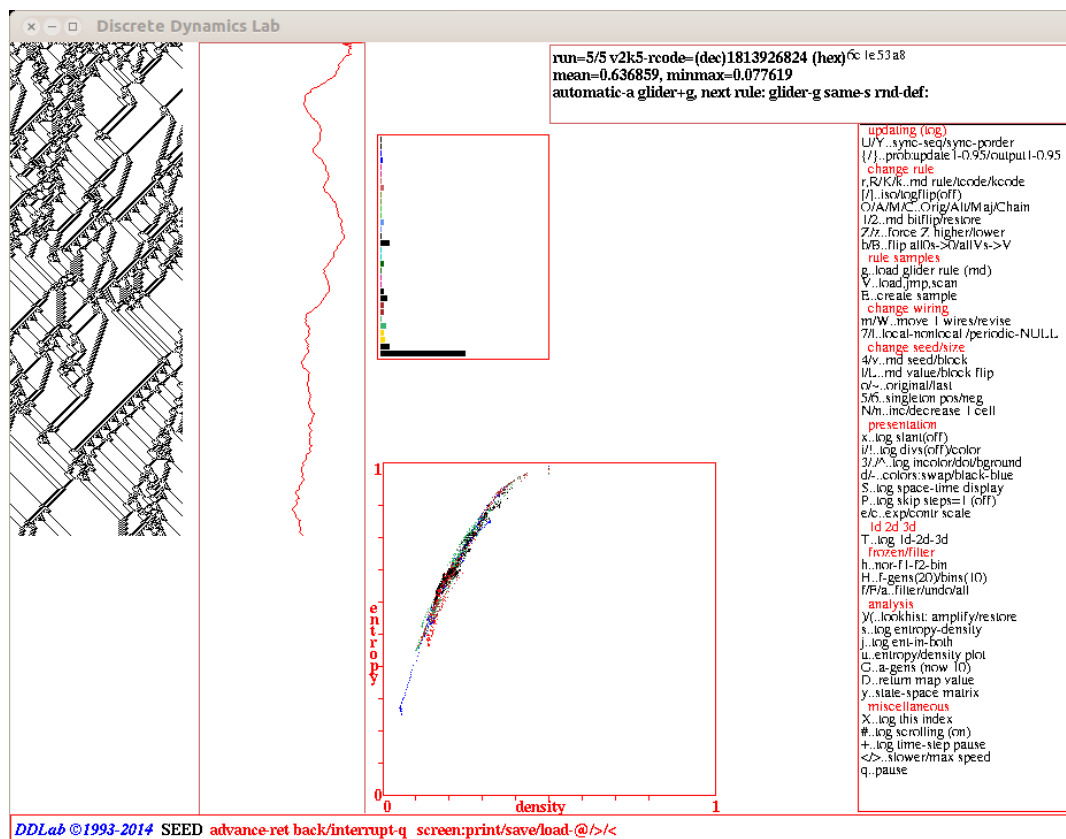 Discrete Dynamics Lab
run=5/5 v2k5-rcode=(dec)1813926824 (hex)6c 1e 53 a8
mean=0.636859, minmax=0.077619
automatic-a glider+g, next rule: glider-g same-s rnd-def:
updating (tog)
U/Y..sync-seq/sync-porder
{/}..prob:update1-0.95/output1-0.95
change rule
r,R/K/k..rnd rule/tcode/kcode
[/]..iso/togflip(off)
O/A/M/C..Orig/Alt/Maj/Chain
1/2..rnd bitflip/restore
Z/z..force Z higher/lower
b/B..flip all0s->0/allVs->V
rule samples
g..load glider rule (rnd)
V..load,jmp,scan
E..create sample
change wiring
m/W..move 1 wires/revise
7/l..local-nonlocal /periodic-NULL
change seed/size
4/v..rnd seed/block
l/L..rnd value/block flip
o/~..original/last
5/6..singleton pos/neg
N/n..inc/decrease 1 cell
presentation
x..tog slant(off)
i/!..tog divs(off)/color
3/./^..tog incolor/dot/bground
d/-..colors:swap/black-blue
S..tog space-time display
P..tog skip steps=1 (off)
e/c..exp/contr scale
1d 2d 3d
T..tog 1d-2d-3d
frozen/filter
h..nor-f1-f2-bin
H..f-gens(20)/bins(10)
f/F/a..filter/undo/all
analysis
)/(..lookhist: amplify/restore
s..tog entropy-density
j..tog ent-in-both
u..entropy/density plot
G..a-gens (now 10)
D..return map value
y..state-space matrix
miscellaneous
X..tog this index
#..tog scrolling (on)
+..tog time-step pause
</>..slower/max speed
q..pause
1
entropy
0
0 density 1
DDLab ©1993-2014 SEED advance-ret back/interrupt-q screen:print/save/load-@/>/<